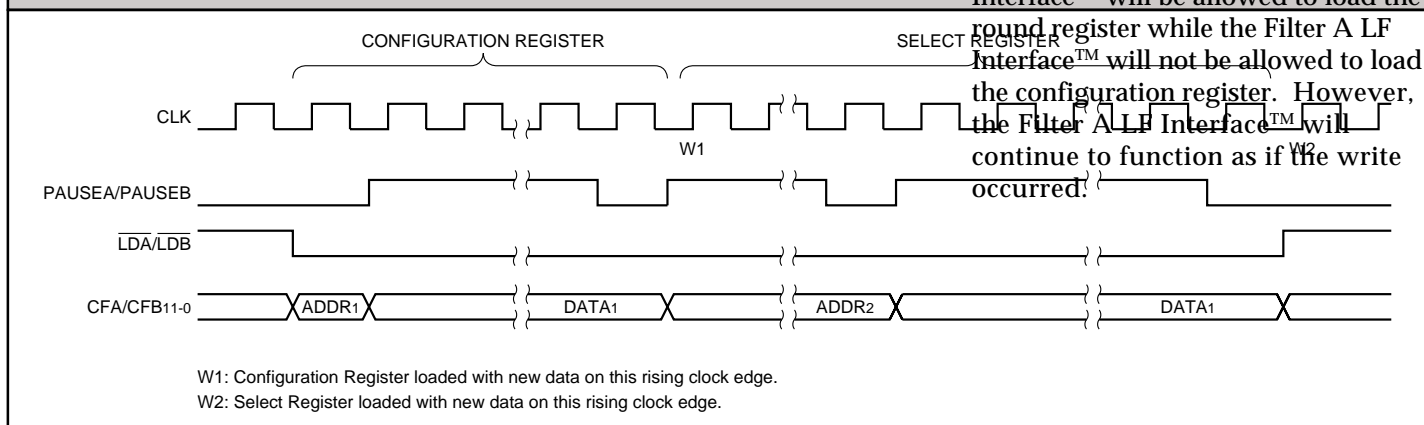 Interface™ will be allowed to load the
round register while the Filter A LF
Interface™ will not be allowed to load
the configuration register. However,
the Filter A LF Interface™ will
continue to function as if the write
occurred.
CONFIGURATION REGISTER
SELECT REGISTER
CLK
W1
W2
PAUSEA/PAUSEB
LDA/LDB
CFA/CFB11-0
ADDR1
DATA1
ADDR2
DATA1
W1: Configuration Register loaded with new data on this rising clock edge.
W2: Select Register loaded with new data on this rising clock edge.